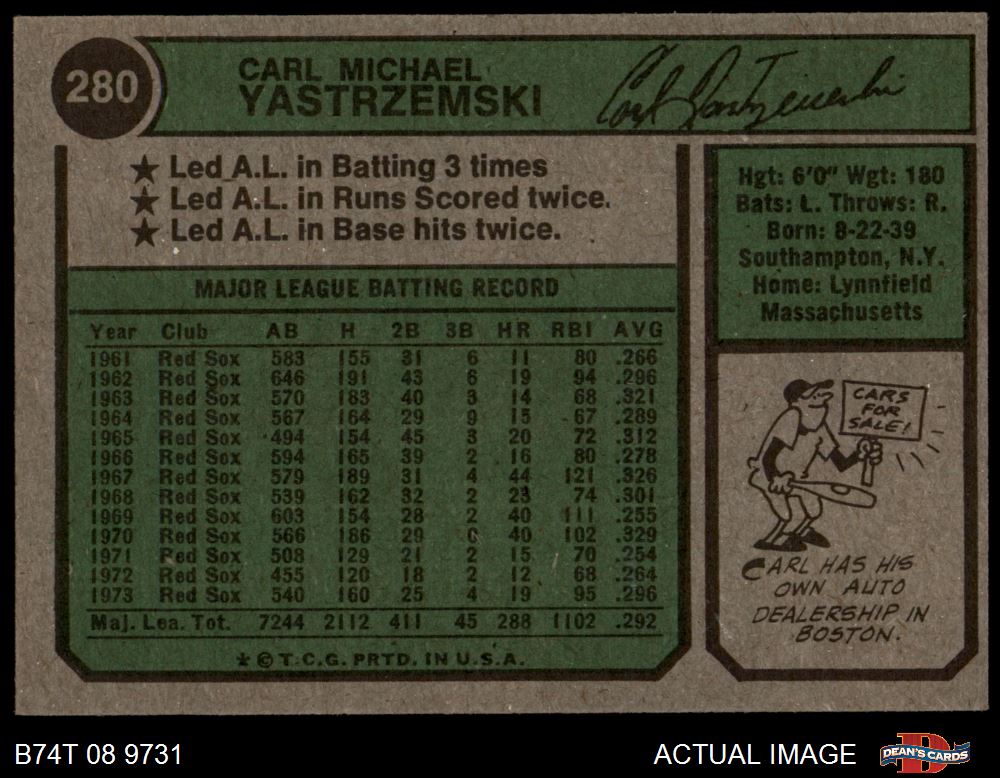 280
CARL MICHAEL
YASTRZEMSKI
Carl Yastrzemski
★ Led A.L. in Batting 3 times
★ Led A.L. in Runs Scored twice.
★ Led A.L. in Base hits twice.
Hgt: 6'0" Wgt: 180
Bats: L. Throws: R.
Born: 8-22-39
Southampton, N.Y.
Home: Lynnfield
Massachusetts
MAJOR LEAGUE BATTING RECORD
Year Club AB H 2B 3B HR RBI AVG
1961 Red Sox 583 155 31 6 11 80 .266
1962 Red Sox 646 191 43 6 19 94 .296
1963 Red Sox 570 183 40 3 14 68 .321
1964 Red Sox 567 164 29 9 15 67 .289
1965 Red Sox 494 154 45 3 20 72 .312
1966 Red Sox 594 165 39 2 16 80 .278
1967 Red Sox 579 189 31 4 44 121 .326
1968 Red Sox 539 162 32 2 23 74 .301
1969 Red Sox 603 154 28 2 40 111 .255
1970 Red Sox 566 186 29 0 40 102 .329
1971 Red Sox 508 129 21 2 15 70 .254
1972 Red Sox 455 120 18 2 12 68 .264
1973 Red Sox 540 160 25 4 19 95 .296
Maj. Lea. Tot. 7244 2112 411 45 288 1102 .292
★ © T.C.G. PRTD. IN U.S.A.
CARS
FOR
SALE!
CARL HAS HIS
OWN AUTO
DEALERSHIP IN
BOSTON.
B74T 08 9731
ACTUAL IMAGE
DEAN'S CARDS